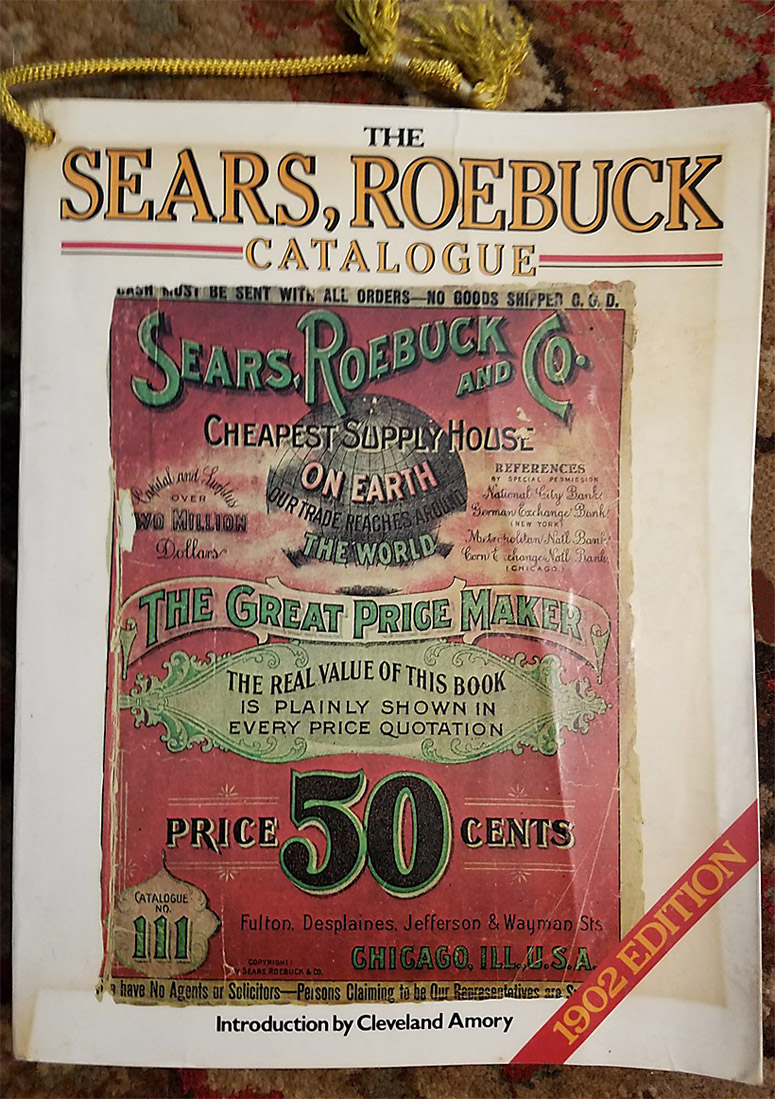 THE
SEARS, ROEBUCK
CATALOGUE
CASH MUST BE SENT WITH ALL ORDERS—NO GOODS SHIPPED C. O. D.
SEARS, ROEBUCK
AND CO.
CHEAPEST SUPPLY HOUSE
ON EARTH
OUR TRADE REACHES AROUND
THE WORLD
Capital and Surplus
OVER
TWO MILLION
Dollars
REFERENCES
BY SPECIAL PERMISSION
National City Bank
German Exchange Bank
(NEW YORK)
Metropolitan Natl Bank
Corn Exchange Natl Bank
(CHICAGO.)
THE GREAT PRICE MAKER
THE REAL VALUE OF THIS BOOK
IS PLAINLY SHOWN IN
EVERY PRICE QUOTATION
PRICE 50 CENTS
CATALOGUE
NO.
111
Fulton, Desplaines, Jefferson & Wayman Sts
COPYRIGHT:
SEARS ROEBUCK & CO.
CHICAGO, ILL., U.S.A.
have No Agents or Solicitors—Persons Claiming to be Our Representatives are
Introduction by Cleveland Amory
1902 EDITION